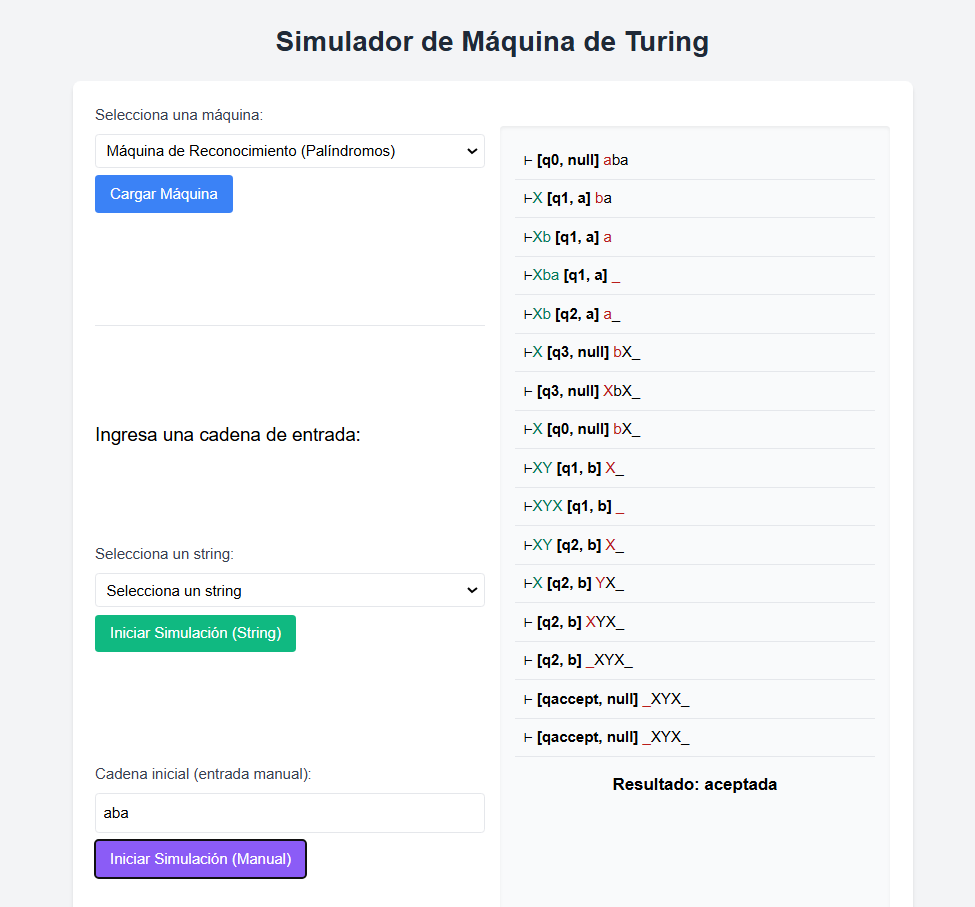 Simulador de Máquina de Turing
Selecciona una máquina:
Máquina de Reconocimiento (Palíndromos)
Cargar Máquina
Ingresa una cadena de entrada:
Selecciona un string:
Selecciona un string
Iniciar Simulación (String)
Cadena inicial (entrada manual):
aba
Iniciar Simulación (Manual)
⊢ [q0, null] aba
⊢X [q1, a] ba
⊢Xb [q1, a] a
⊢Xba [q1, a] _
⊢Xb [q2, a] a_
⊢X [q3, null] bX_
⊢ [q3, null] XbX_
⊢X [q0, null] bX_
⊢XY [q1, b] X_
⊢XYX [q1, b] _
⊢XY [q2, b] X_
⊢X [q2, b] YX_
⊢ [q2, b] XYX_
⊢ [q2, b] _XYX_
⊢ [qaccept, null] _XYX_
⊢ [qaccept, null] _XYX_
Resultado: aceptada